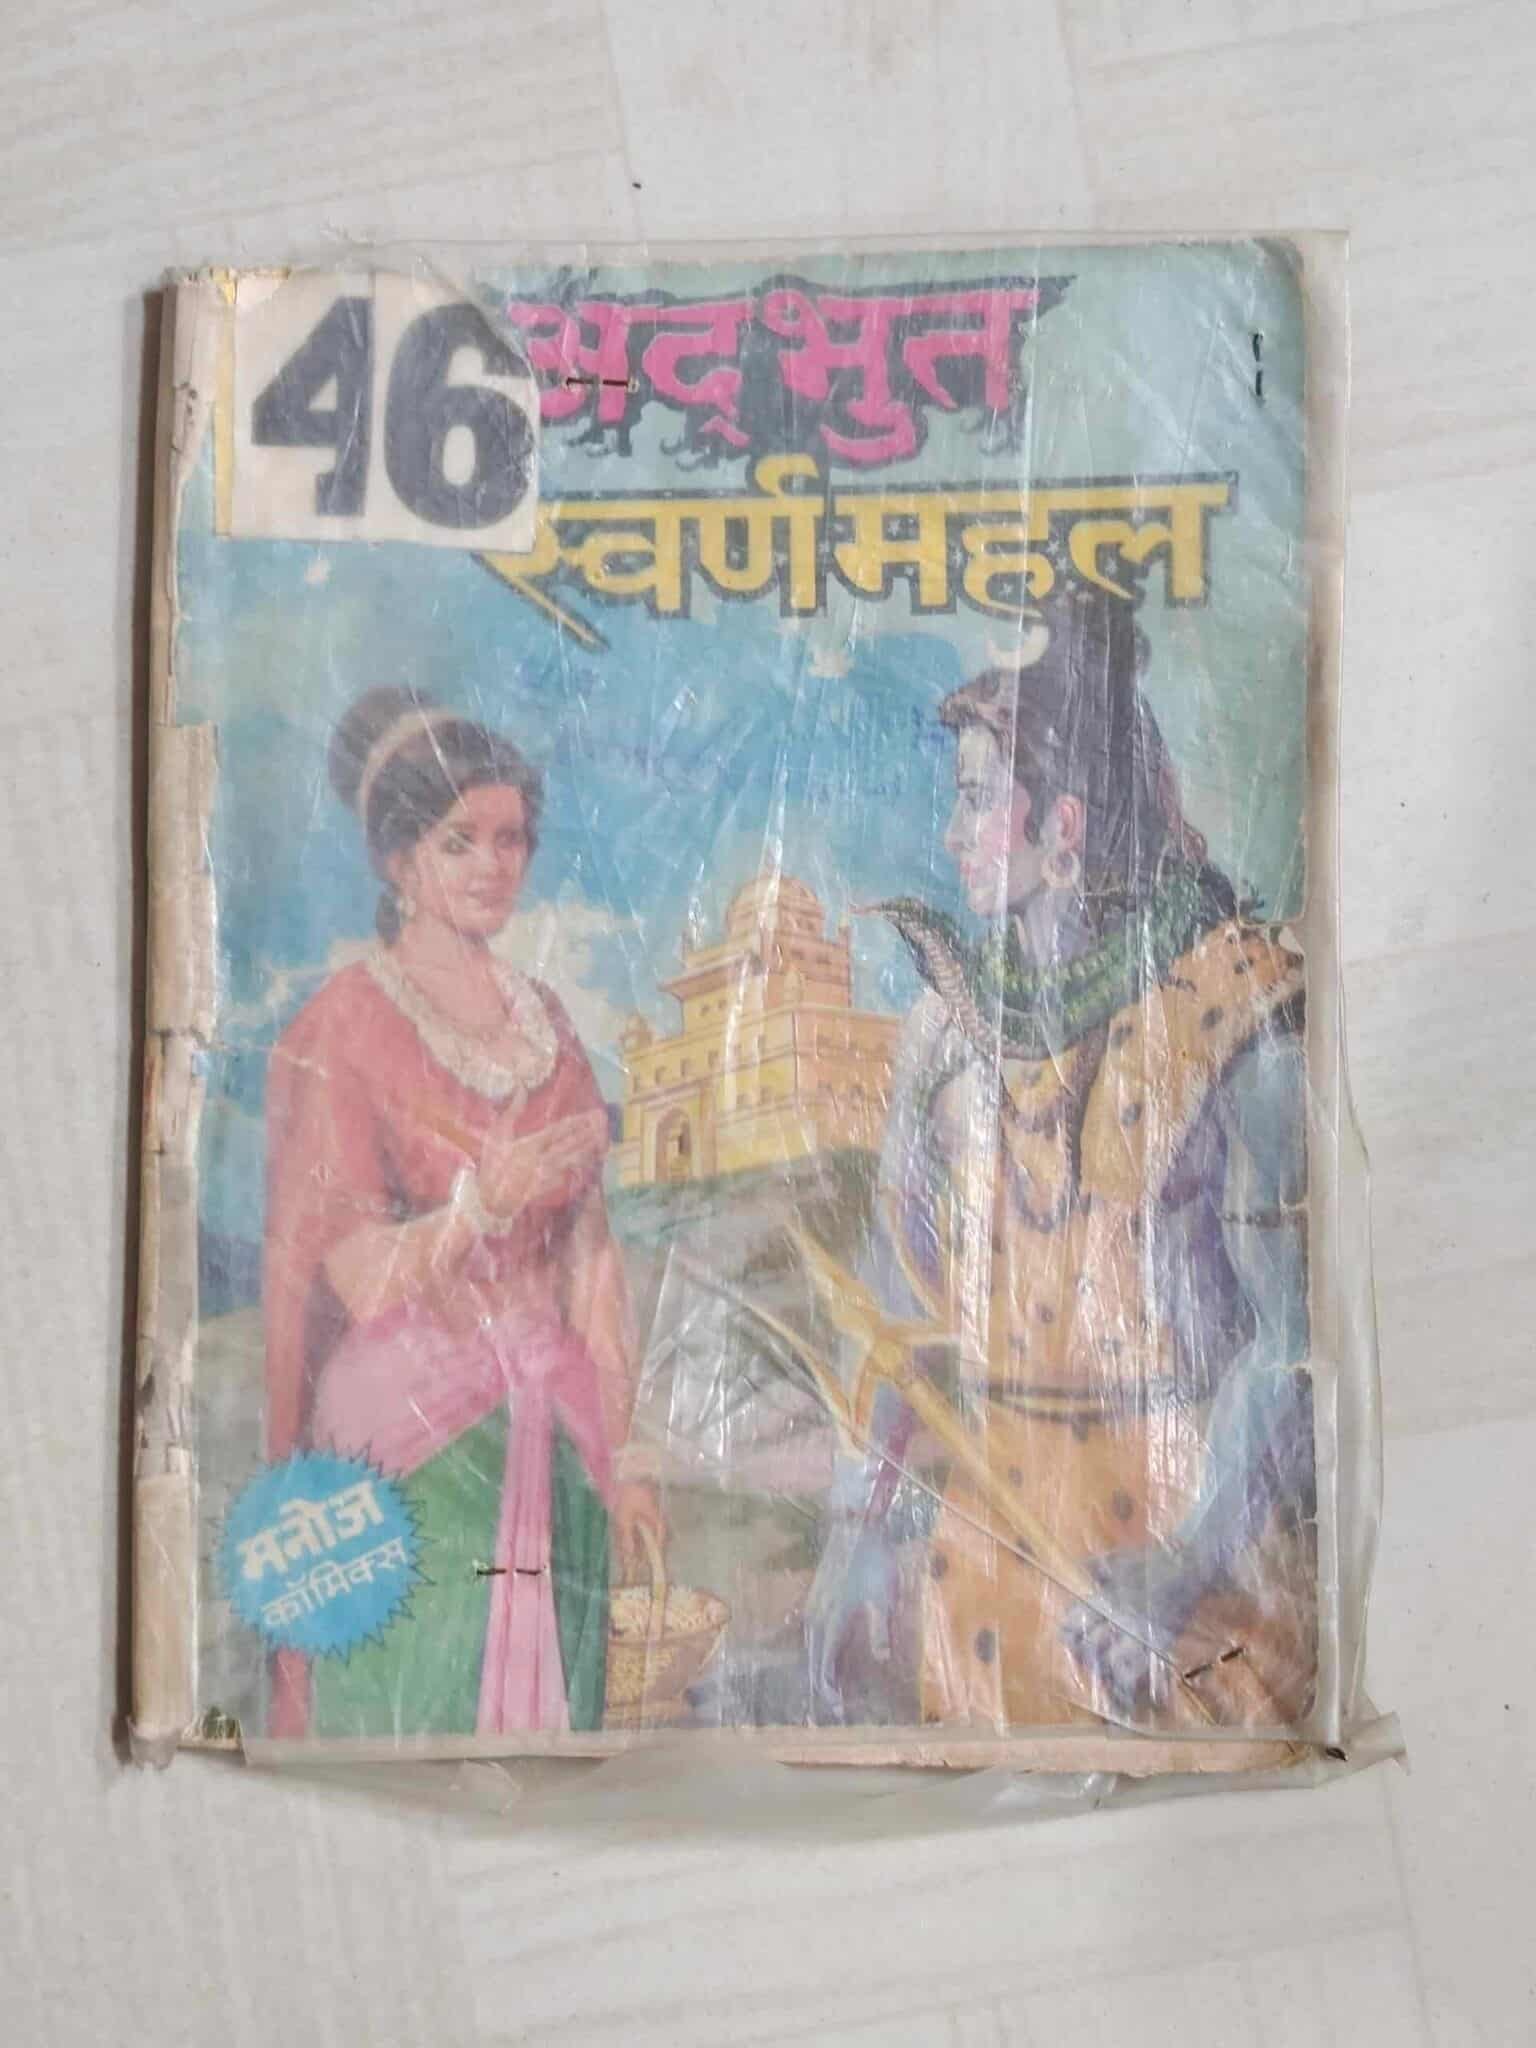 46
अद्भुत
स्वर्णमहल
मनोज
कॉमिक्स